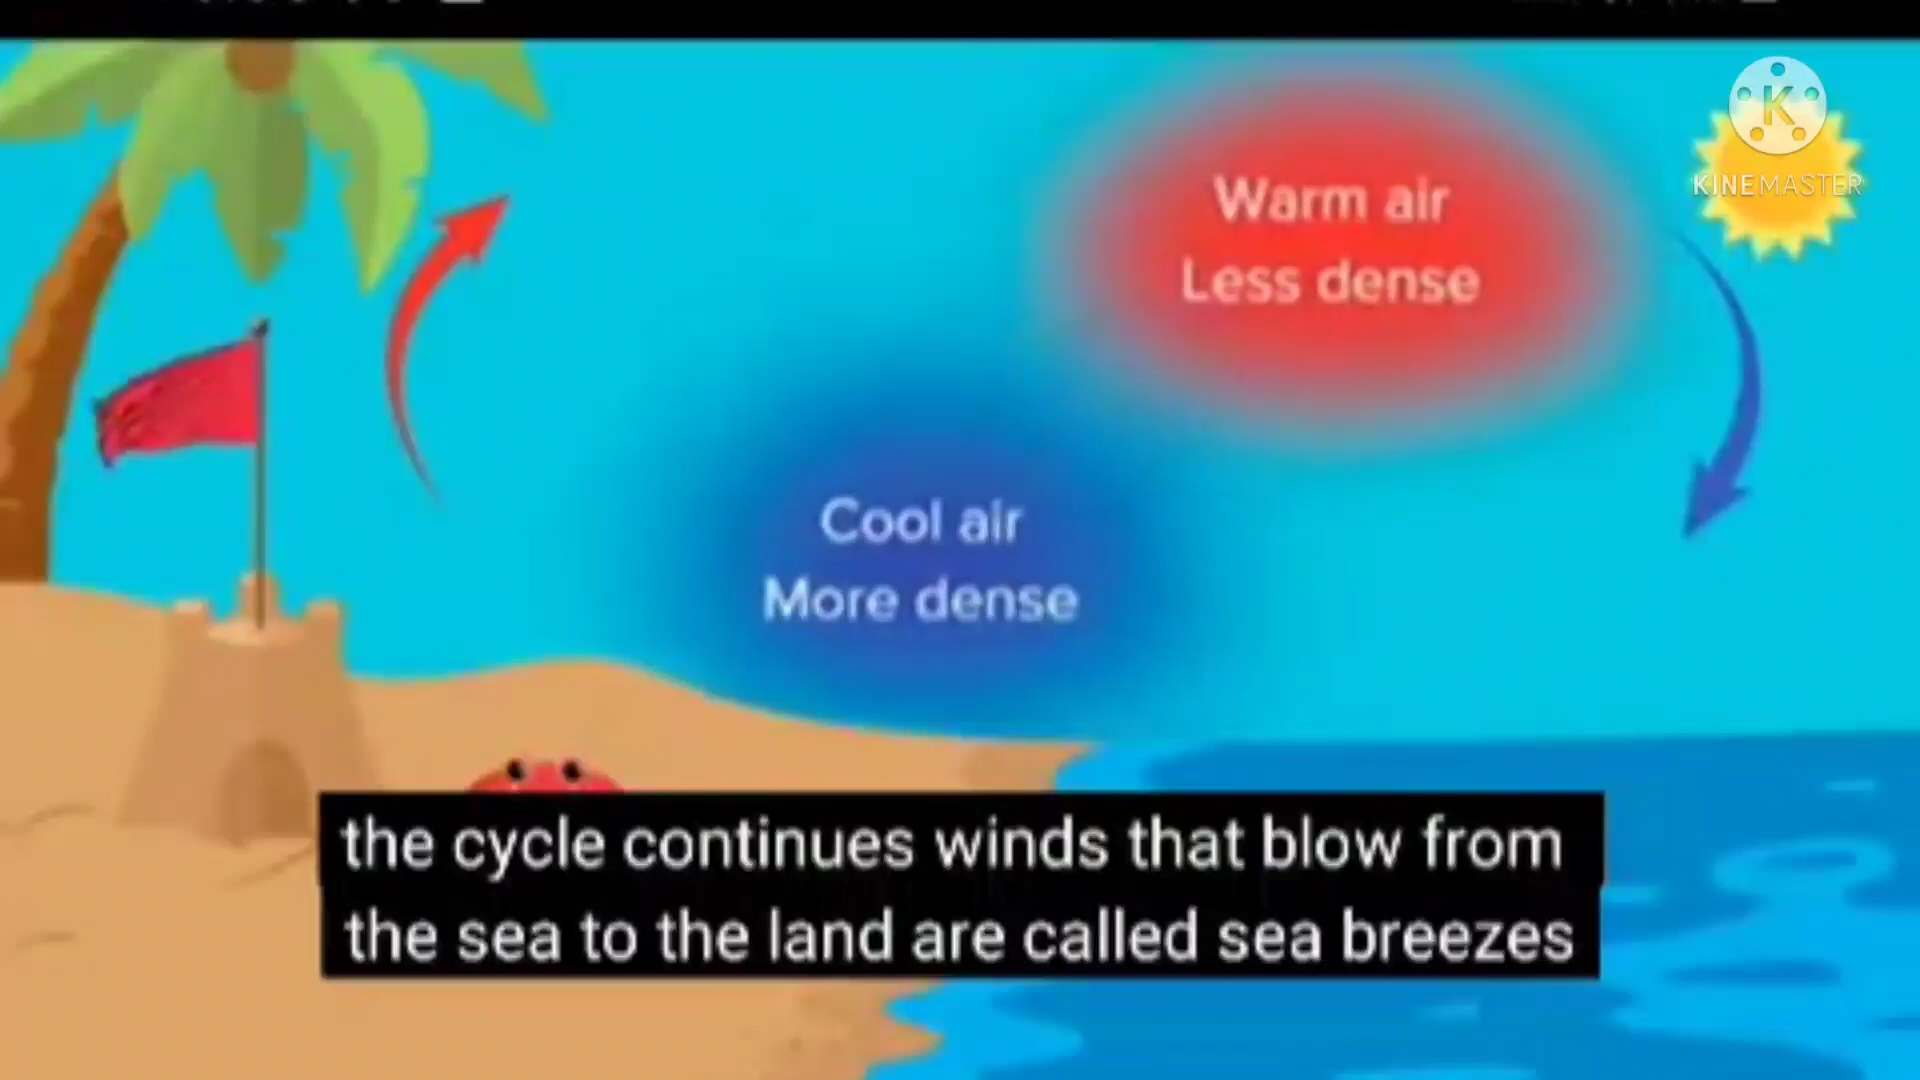 K
KINEMASTER
Warm air
Less dense
Cool air
More dense
the cycle continues winds that blow from
the sea to the land are called sea breezes